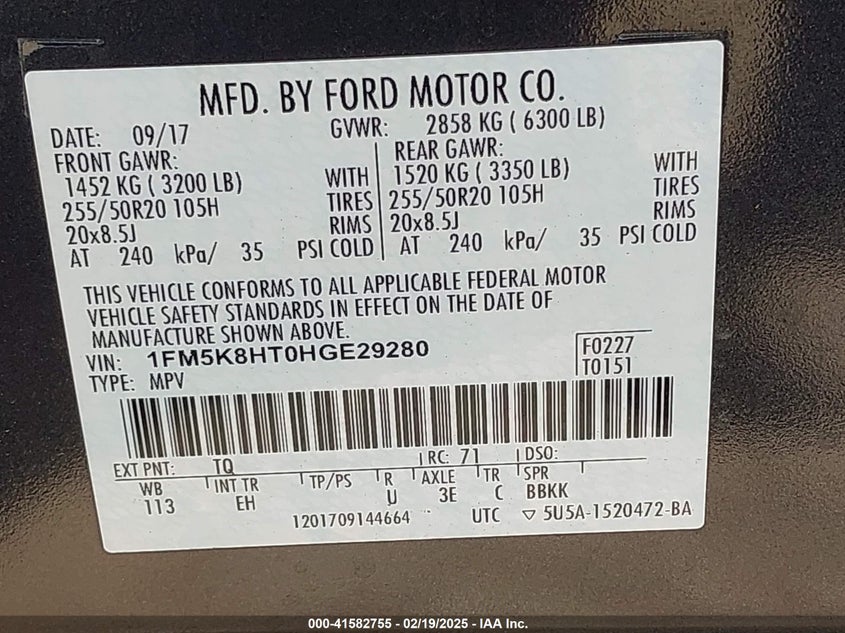 MFD. BY FORD MOTOR CO.
DATE: 09/17 GVWR: 2858 KG ( 6300 LB)
FRONT GAWR:
1452 KG ( 3200 LB) WITH
255/50R20 105H TIRES
20x8.5J RIMS
AT 240 kPa/ 35 PSI COLD
REAR GAWR:
1520 KG ( 3350 LB) WITH
255/50R20 105H TIRES
20x8.5J RIMS
AT 240 kPa/ 35 PSI COLD
THIS VEHICLE CONFORMS TO ALL APPLICABLE FEDERAL MOTOR
VEHICLE SAFETY STANDARDS IN EFFECT ON THE DATE OF
MANUFACTURE SHOWN ABOVE.
VIN: 1FM5K8HT0HGE29280
TYPE: MPV
F0227
T0151
EXT PNT: TQ RC: 71 DSO:
WB INT TR TP/PS R AXLE TR SPR
113 EH U 3E C BBKK
1201709144664 UTC ▽ 5U5A-1520472-BA
000-41582755 - 02/19/2025 - IAA Inc.